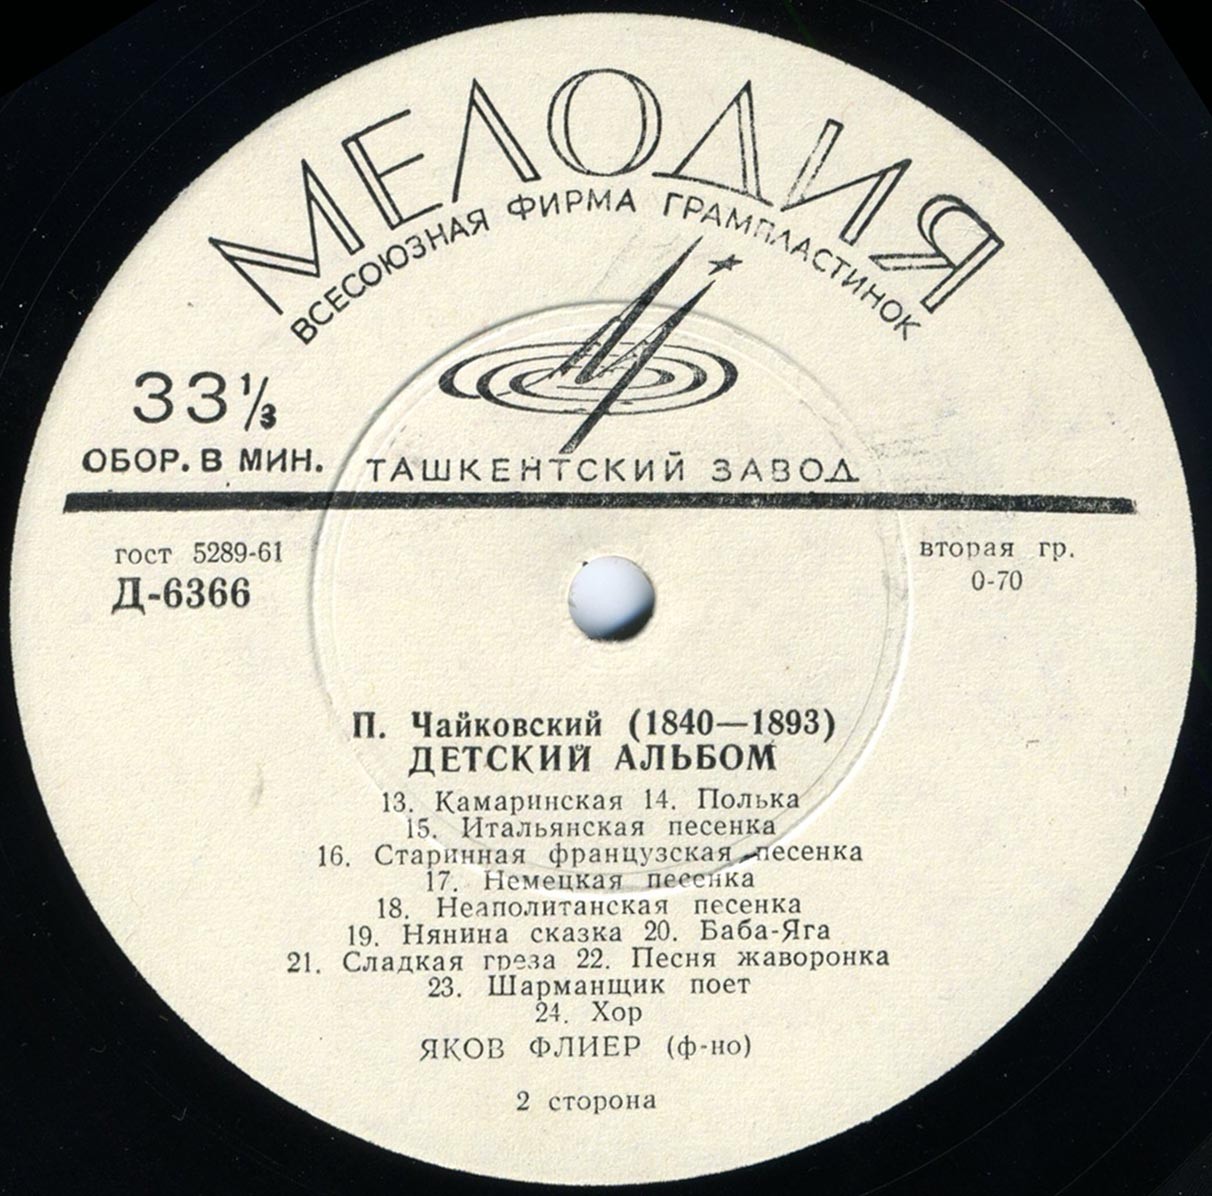 МЕЛОДИЯ
ВСЕСОЮЗНАЯ ФИРМА ГРАМПЛАСТИНОК
33⅓
ОБОР. В МИН.
ТАШКЕНТСКИЙ ЗАВОД
гост 5289-61
Д-6366
вторая гр.
0-70
П. Чайковский (1840—1893)
ДЕТСКИЙ АЛЬБОМ
13. Камаринская 14. Полька
15. Итальянская песенка
16. Старинная французская песенка
17. Немецкая песенка
18. Неаполитанская песенка
19. Нянина сказка 20. Баба-Яга
21. Сладкая греза 22. Песня жаворонка
23. Шарманщик поет
24. Хор
ЯКОВ ФЛИЕР (ф-но)
2 сторона